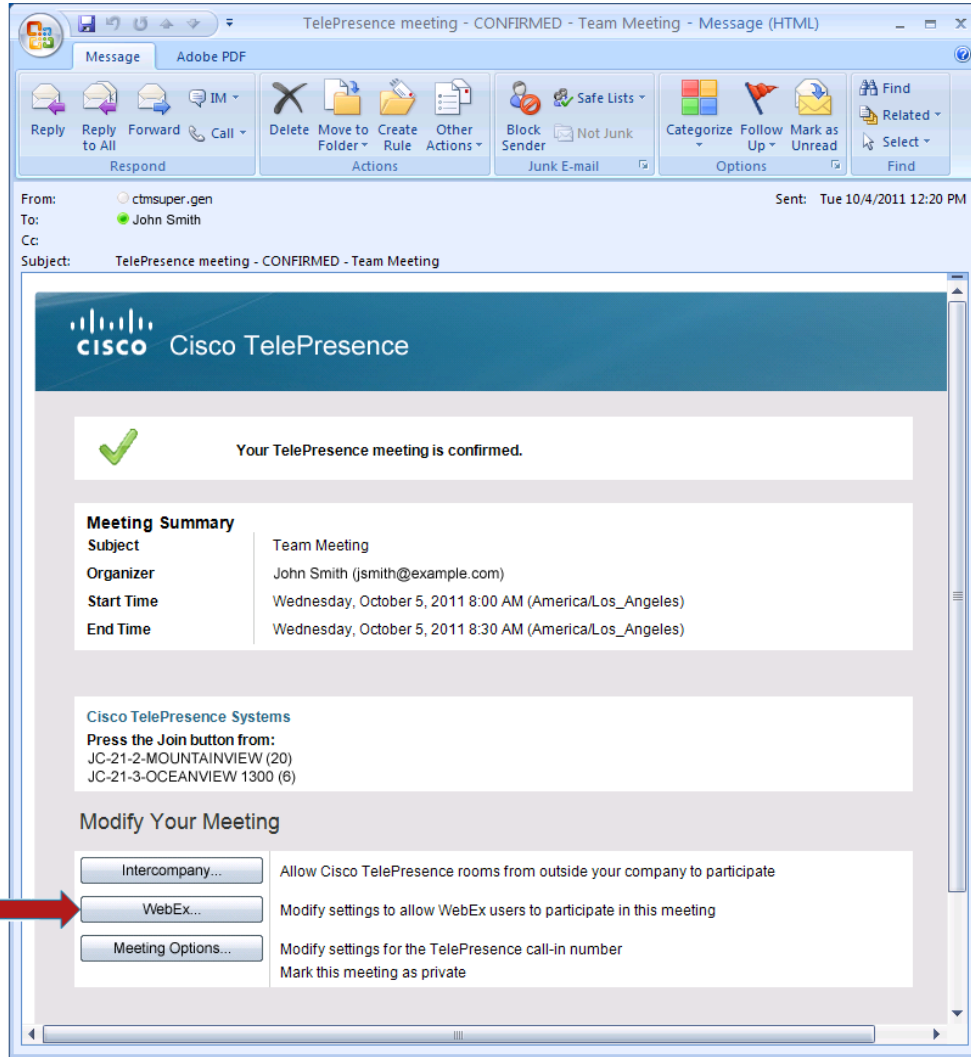 TelePresence meeting - CONFIRMED - Team Meeting - Message (HTML)
Message Adobe PDF
Reply
Reply to All
Forward
IM
Call
Respond
Delete
Move to Folder
Create Rule
Other Actions
Actions
Block Sender
Safe Lists
Not Junk
Junk E-mail
Categorize
Follow Up
Mark as Unread
Options
Find
Related
Select
Find
From: ctmsuper.gen Sent: Tue 10/4/2011 12:20 PM
To: John Smith
Cc:
Subject: TelePresence meeting - CONFIRMED - Team Meeting
CISCO Cisco TelePresence
Your TelePresence meeting is confirmed.
Meeting Summary
Subject Team Meeting
Organizer John Smith (jsmith@example.com)
Start Time Wednesday, October 5, 2011 8:00 AM (America/Los_Angeles)
End Time Wednesday, October 5, 2011 8:30 AM (America/Los_Angeles)
Cisco TelePresence Systems
Press the Join button from:
JC-21-2-MOUNTAINVIEW (20)
JC-21-3-OCEANVIEW 1300 (6)
Modify Your Meeting
Intercompany... Allow Cisco TelePresence rooms from outside your company to participate
WebEx... Modify settings to allow WebEx users to participate in this meeting
Meeting Options... Modify settings for the TelePresence call-in number
Mark this meeting as private